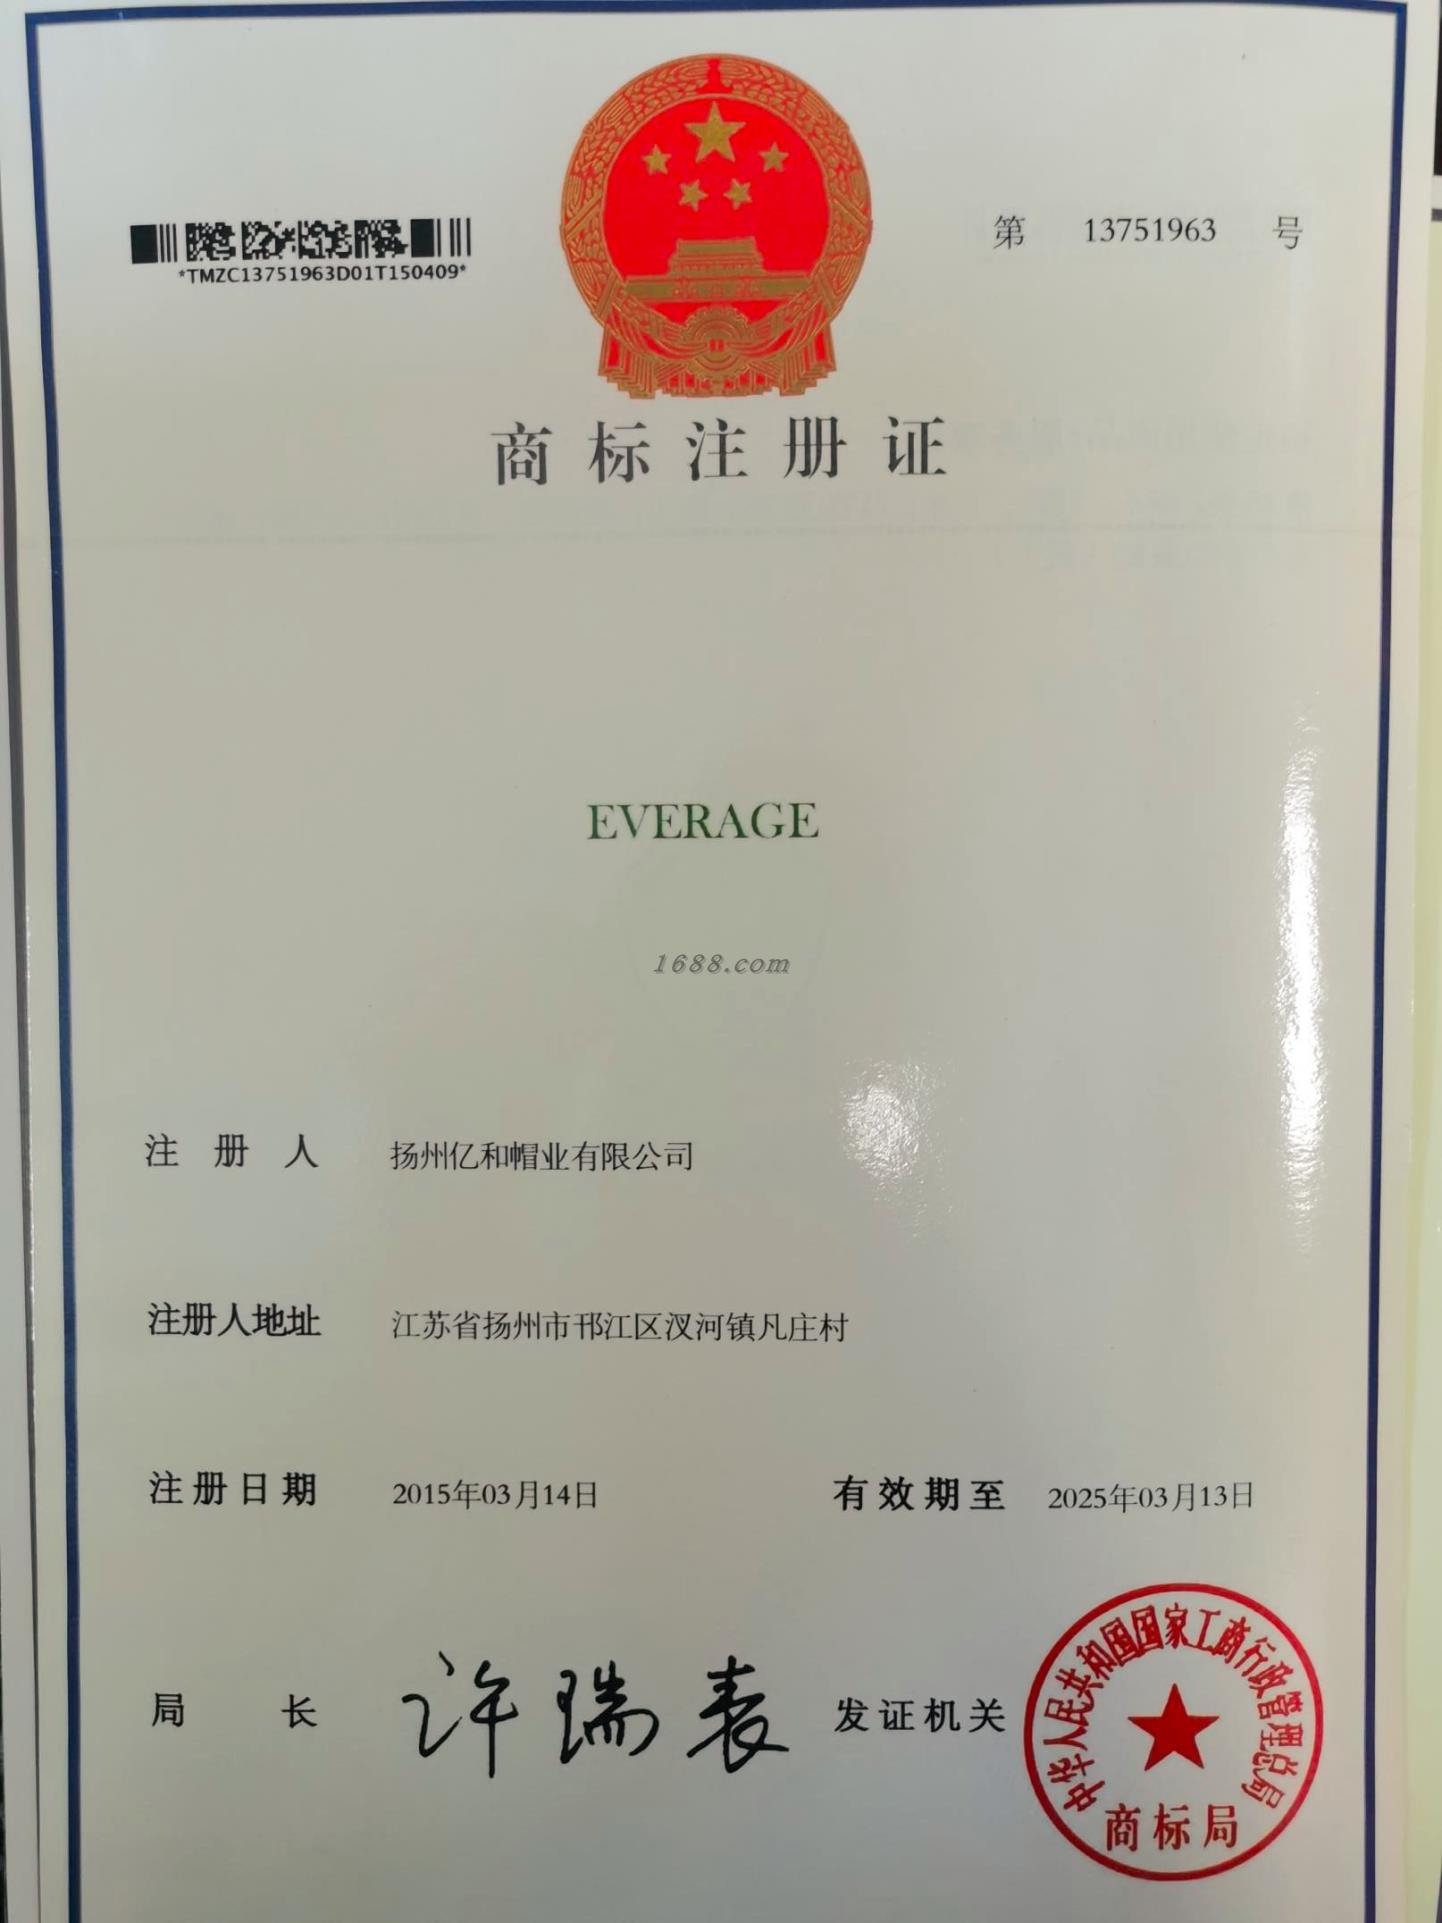 *TMZC13751963D01T150409*
第 13751963 号
商标注册证
EVERAGE
1688.com
注册人 扬州亿和帽业有限公司
注册人地址 江苏省扬州市邗江区汊河镇凡庄村
注册日期 2015年03月14日 有效期至 2025年03月13日
局长 许瑞表 发证机关
中华人民共和国国家工商行政管理总局
商标局